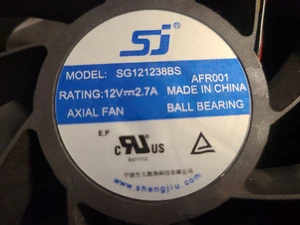 SJ
MODEL: SG121238BS AFR001
RATING:12V⎓2.7A MADE IN CHINA
AXIAL FAN BALL BEARING
E.P
C US
www.shengjiu.com